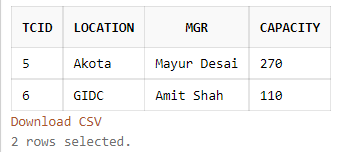 TCID LOCATION MGR CAPACITY
5 Akota Mayur Desai 270
6 GIDC Amit Shah 110
Download CSV
2 rows selected.